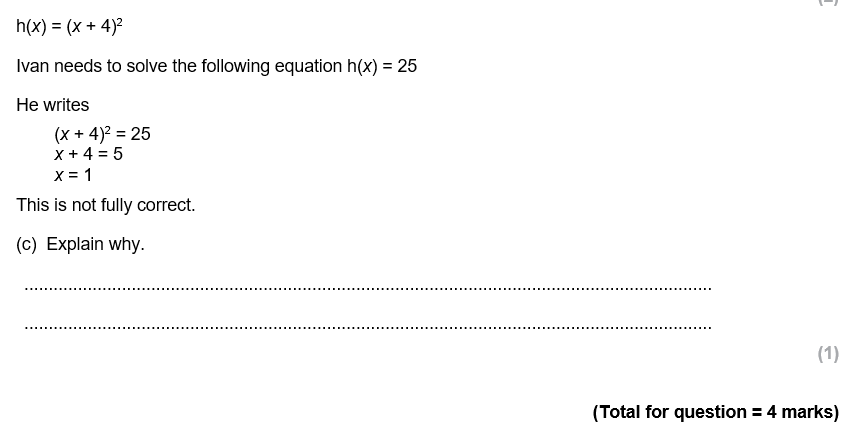 h(x) = (x + 4)²
Ivan needs to solve the following equation h(x) = 25
He writes
(x + 4)² = 25
x + 4 = 5
x = 1
This is not fully correct.
(c) Explain why.
(1)
(Total for question = 4 marks)